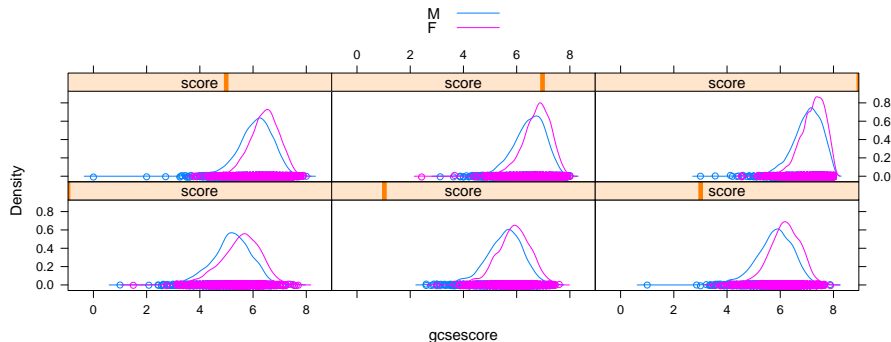 M
F
0 2 4 6 8
score score score
0.0 0.2 0.4 0.6 0.8
Density
score score score
0.0 0.2 0.4 0.6 0.8
0 2 4 6 8 0 2 4 6 8
gcsescore